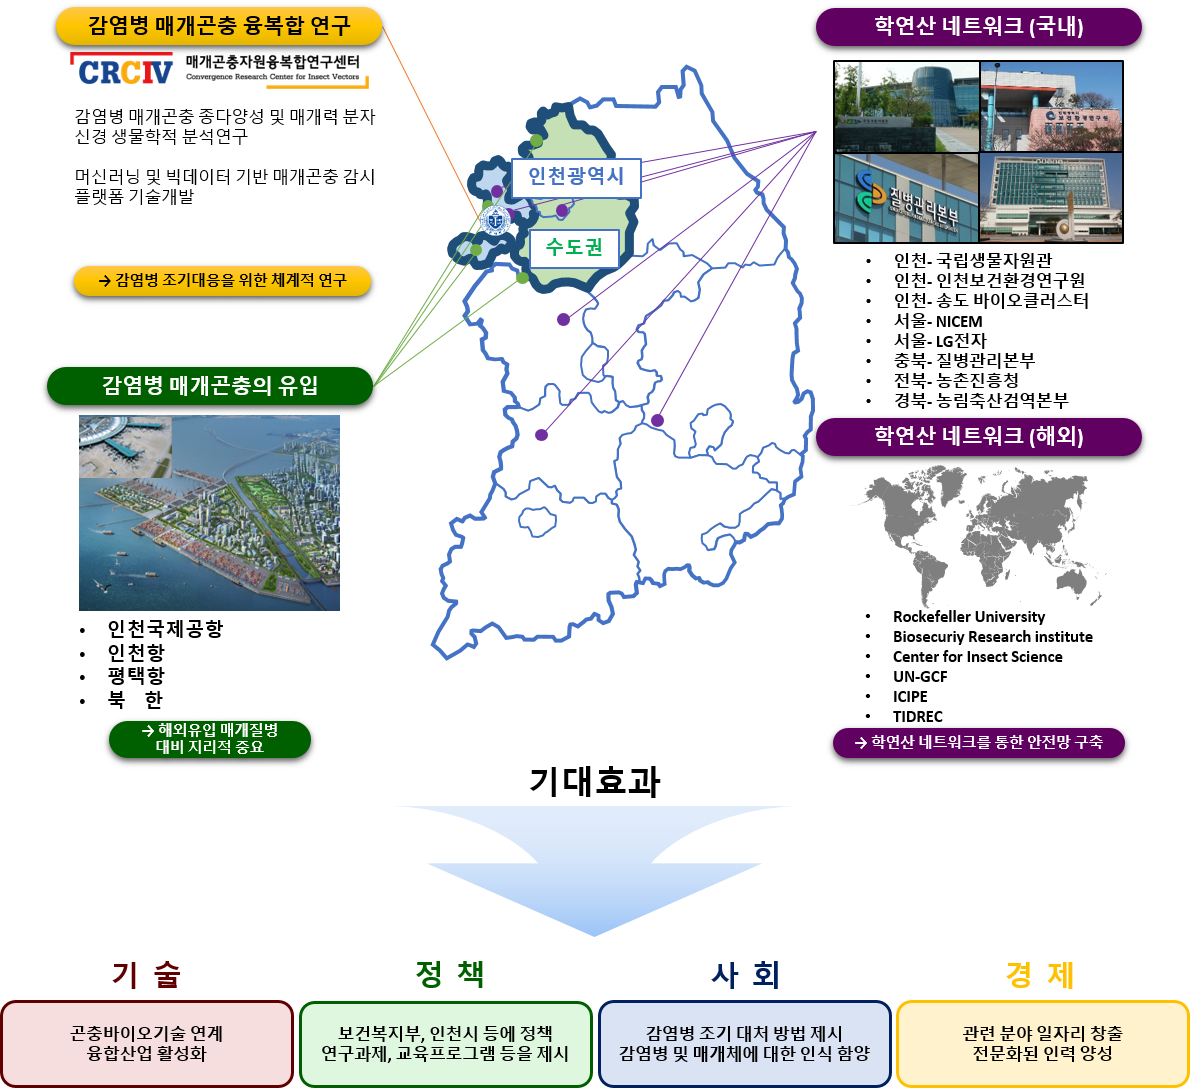 감염병 매개곤충 융복합 연구
CRCIV 매개곤충자원융복합연구센터
Convergence Research Center for Insect Vectors
감염병 매개곤충 종다양성 및 매개력 분자
신경 생물학적 분석연구
머신러닝 및 빅데이터 기반 매개곤충 감시
플랫폼 기술개발
→ 감염병 조기대응을 위한 체계적 연구
감염병 매개곤충의 유입
• 인천국제공항
• 인천항
• 평택항
• 북 한
→ 해외유입 매개질병
대비 지리적 중요
인천광역시
수도권
학연산 네트워크 (국내)
보건환경연구원
질병관리본부
• 인천- 국립생물자원관
• 인천- 인천보건환경연구원
• 인천- 송도 바이오클러스터
• 서울- NICEM
• 서울- LG전자
• 충북- 질병관리본부
• 전북- 농촌진흥청
• 경북- 농림축산검역본부
학연산 네트워크 (해외)
• Rockefeller University
• Biosecuriy Research institute
• Center for Insect Science
• UN-GCF
• ICIPE
• TIDREC
→ 학연산 네트워크를 통한 안전망 구축
기대효과
기 술
곤충바이오기술 연계
융합산업 활성화
정 책
보건복지부, 인천시 등에 정책
연구과제, 교육프로그램 등을 제시
사 회
감염병 조기 대처 방법 제시
감염병 및 매개체에 대한 인식 함양
경 제
관련 분야 일자리 창출
전문화된 인력 양성